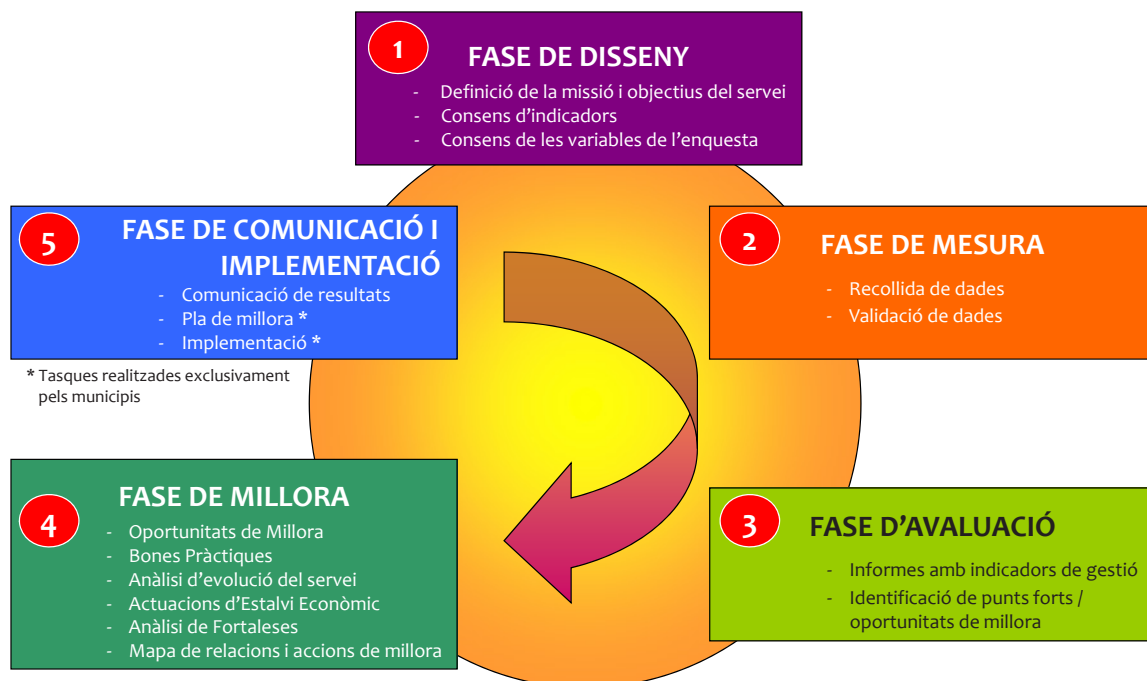 1
FASE DE DISSENY
- Definició de la missió i objectius del servei
- Consens d’indicadors
- Consens de les variables de l’enquesta
2
FASE DE MESURA
- Recollida de dades
- Validació de dades
3
FASE D’AVALUACIÓ
- Informes amb indicadors de gestió
- Identificació de punts forts /
oportunitats de millora
4
FASE DE MILLORA
- Oportunitats de Millora
- Bones Pràctiques
- Anàlisi d’evolució del servei
- Actuacions d’Estalvi Econòmic
- Anàlisi de Fortaleses
- Mapa de relacions i accions de millora
5
FASE DE COMUNICACIÓ I
IMPLEMENTACIÓ
- Comunicació de resultats
- Pla de millora *
- Implementació *
* Tasques realitzades exclusivament
pels municipis